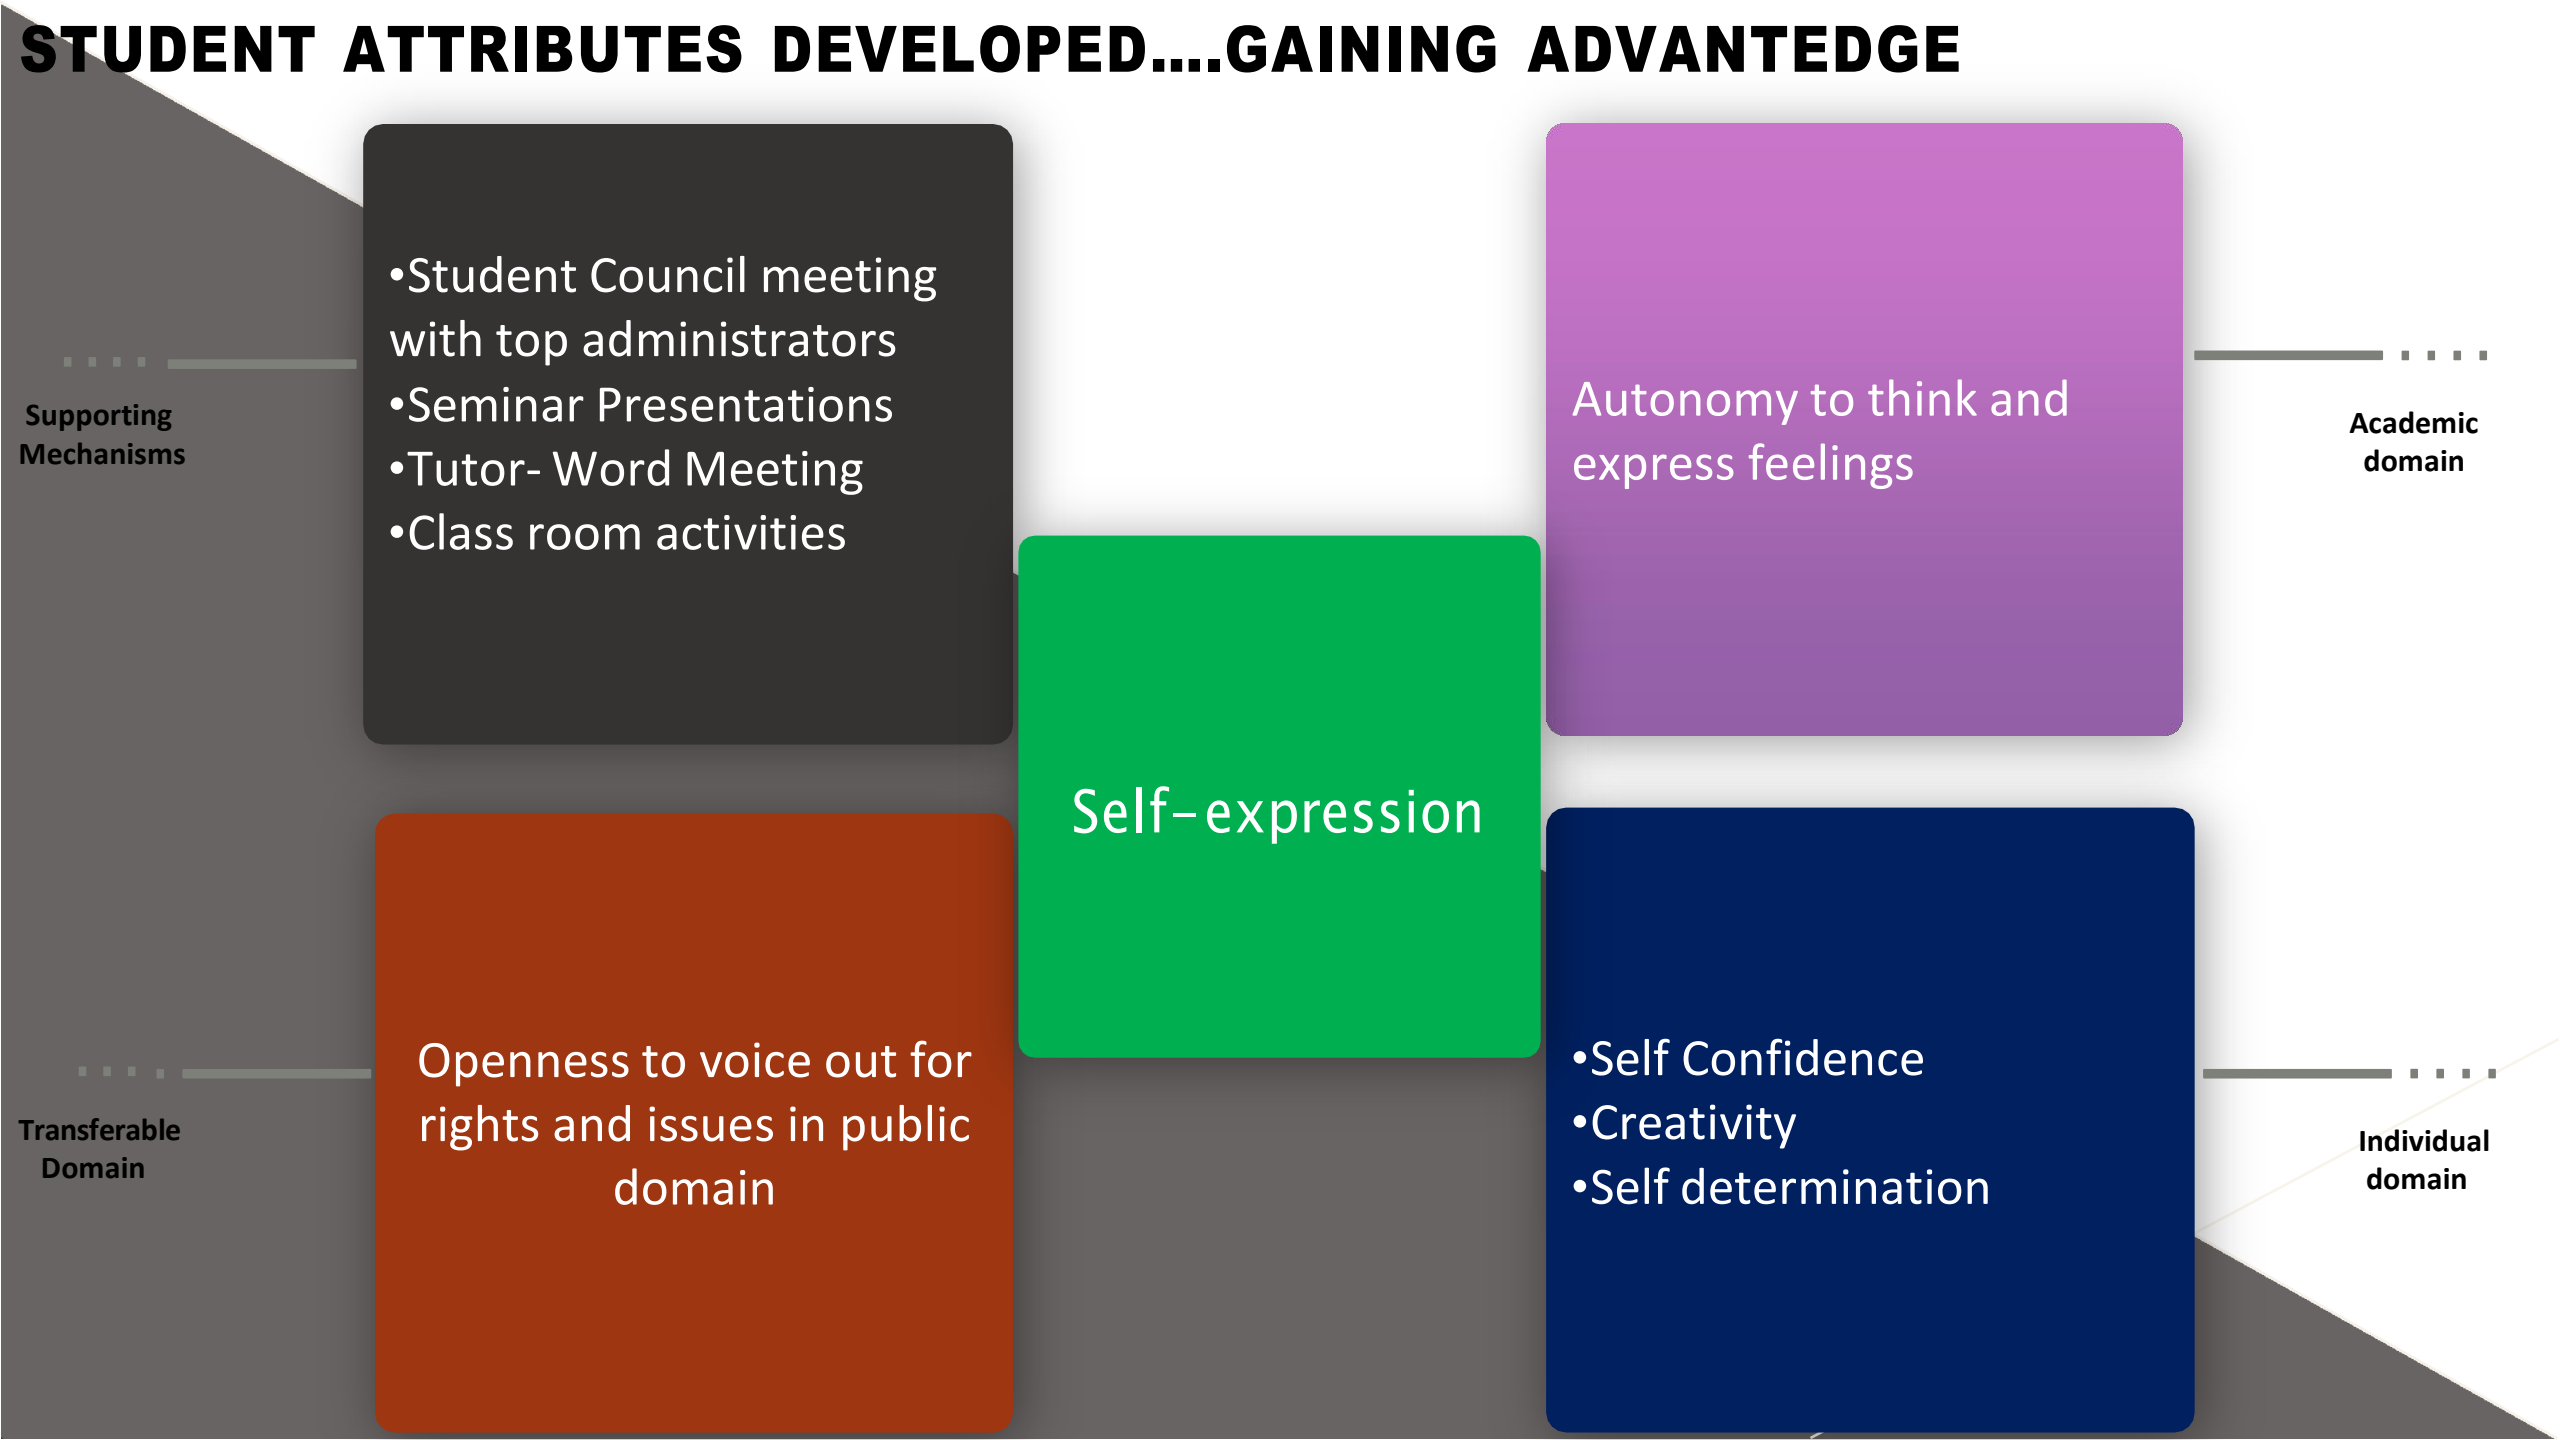 STUDENT ATTRIBUTES DEVELOPED....GAINING ADVANTEDGE
•Student Council meeting
with top administrators
•Seminar Presentations
•Tutor- Word Meeting
•Class room activities
Supporting
Mechanisms
Autonomy to think and
express feelings
Academic
domain
Self-expression
Openness to voice out for
rights and issues in public
domain
Transferable
Domain
•Self Confidence
•Creativity
•Self determination
Individual
domain